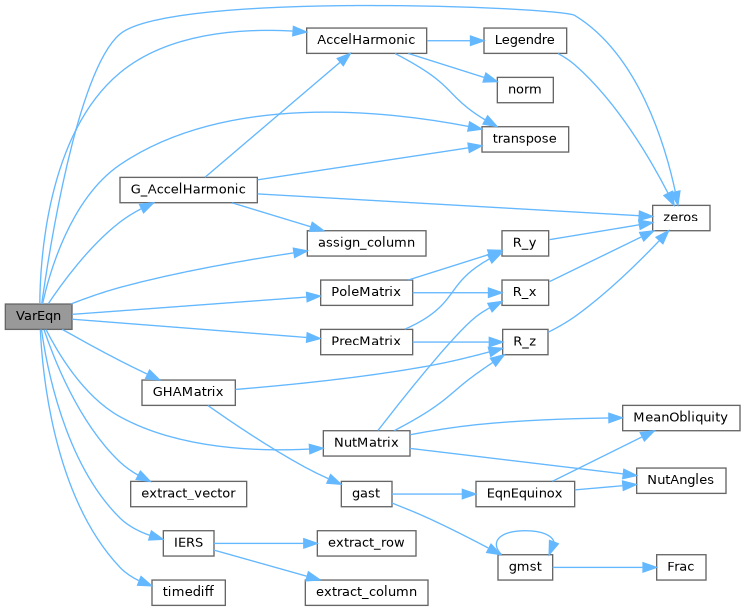 AccelHarmonic
Legendre
norm
transpose
G_AccelHarmonic
zeros
assign_column
R_y
PoleMatrix
R_x
VarEqn
PrecMatrix
R_z
GHAMatrix
MeanObliquity
NutMatrix
NutAngles
extract_vector
gast
EqnEquinox
IERS
extract_row
gmst
Frac
timediff
extract_column